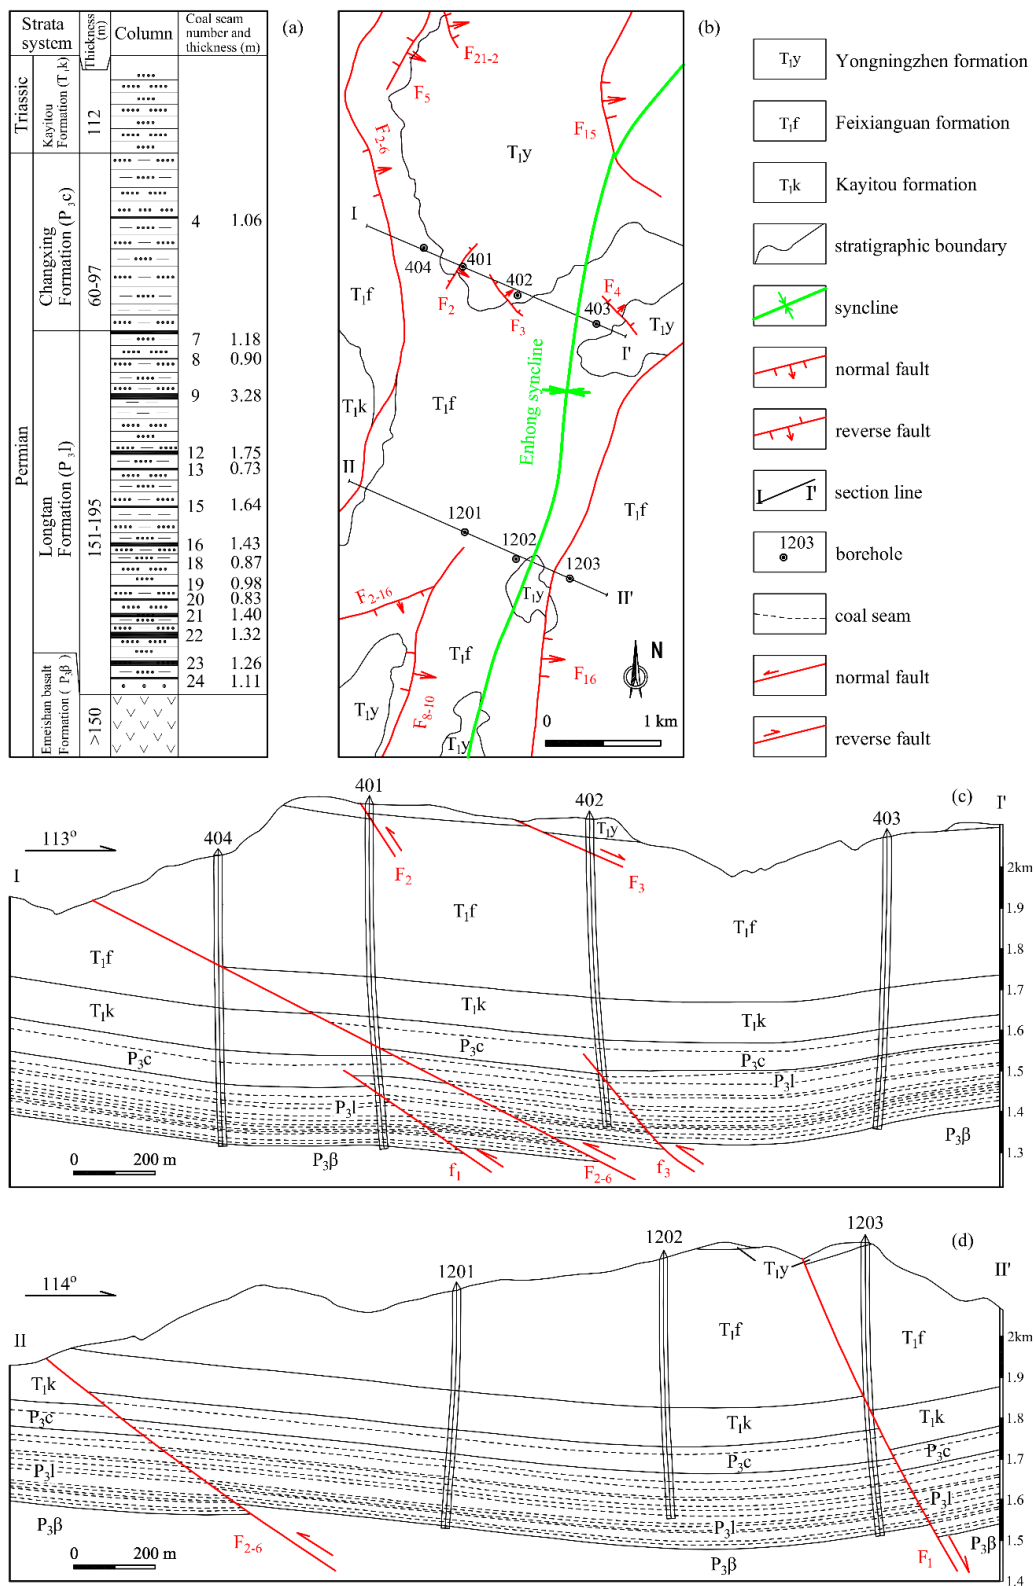 Strata system
Thickness (m)
Column
Coal seam number and thickness (m)
(a)
Triassic
Kayitou Formation (T₁k)
112
Permian
Changxing Formation (P₃c)
60-97
4 1.06
Longtan Formation (P₃l)
151-195
7 1.18
8 0.90
9 3.28
12 1.75
13 0.73
15 1.64
16 1.43
18 0.87
19 0.98
20 0.83
21 1.40
22 1.32
Emeishan basalt Formation (P₃β)
>150
23 1.26
24 1.11
(b)
F₂₁₋₂
F₅
F₁₅
F₂₋₆
T₁y
I
404
401
402
403
F₂
F₃
F₄
T₁f
T₁y
I'
T₁k
T₁f
Enhong syncline
II
1201
1202
1203
T₁f
T₁y
II'
F₂₋₁₆
T₁f
F₁₆
N
T₁y
F₈₋₁₀
T₁y
0 1 km
T₁y Yongningzhen formation
T₁f Feixianguan formation
T₁k Kayitou formation
stratigraphic boundary
syncline
normal fault
reverse fault
I I' section line
1203 borehole
coal seam
normal fault
reverse fault
(c)
I'
113°
I
404
401
402
403
T₁y
F₂
F₃
T₁f
T₁f
T₁f
T₁k
T₁k
T₁k
P₃c
P₃c
P₃c
P₃l
P₃l
P₃β
P₃β
f₁
F₂₋₆
f₃
0 200 m
2km
1.9
1.8
1.7
1.6
1.5
1.4
1.3
1.2
(d)
II'
114°
II
1201
1202
1203
T₁y
T₁f
T₁f
T₁k
T₁k
T₁k
P₃c
P₃c
P₃c
P₃l
P₃l
P₃l
P₃β
P₃β
P₃β
F₂₋₆
F₁
0 200 m
2km
1.9
1.8
1.7
1.6
1.5
1.4